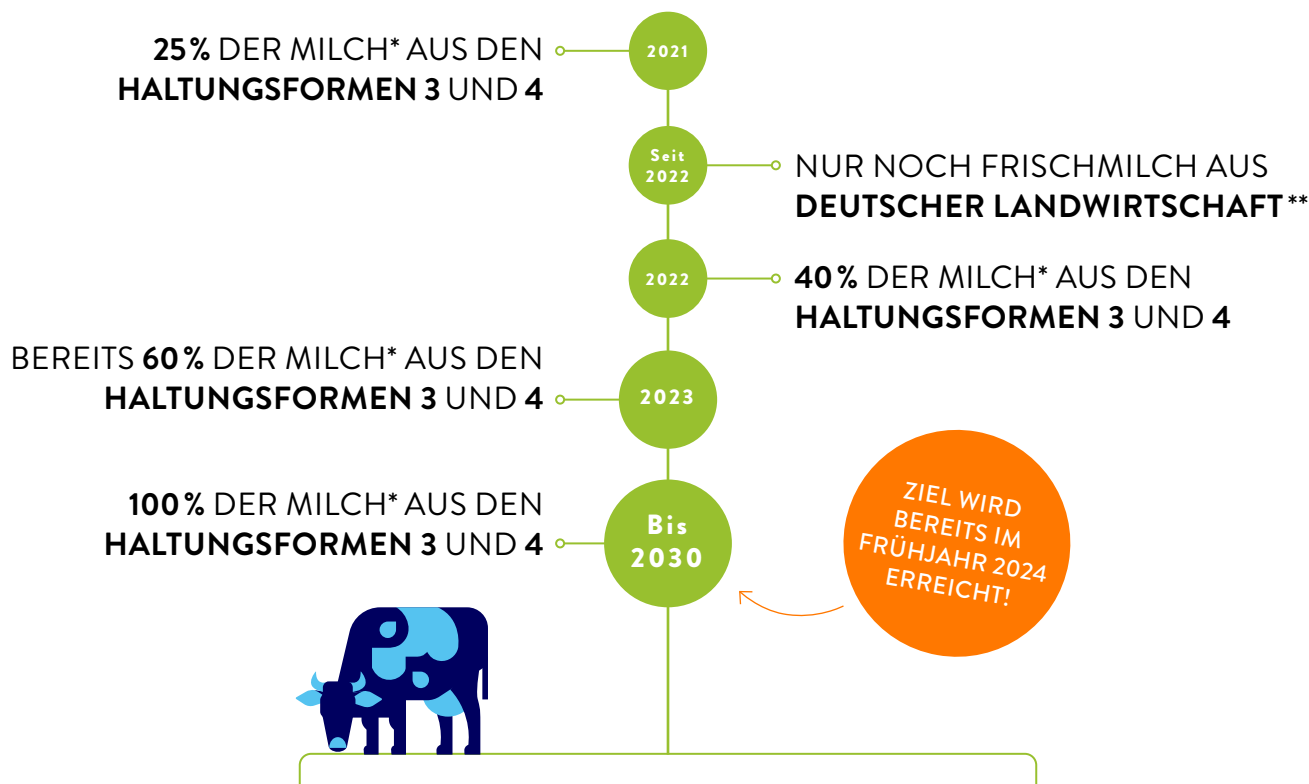 25% DER MILCH* AUS DEN
HALTUNGSFORMEN 3 UND 4
2021
Seit
2022
NUR NOCH FRISCHMILCH AUS
DEUTSCHER LANDWIRTSCHAFT**
2022
40% DER MILCH* AUS DEN
HALTUNGSFORMEN 3 UND 4
BEREITS 60% DER MILCH* AUS DEN
HALTUNGSFORMEN 3 UND 4
2023
100% DER MILCH* AUS DEN
HALTUNGSFORMEN 3 UND 4
Bis
2030
ZIEL WIRD
BEREITS IM
FRÜHJAHR 2024
ERREICHT!